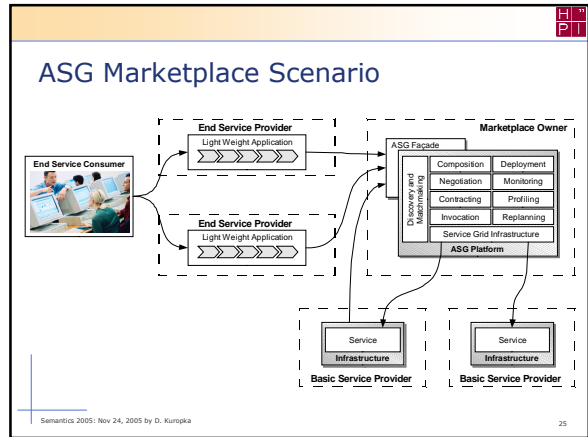 H
P I
ASG Marketplace Scenario
End Service Consumer
End Service Provider
Light Weight Application
End Service Provider
Light Weight Application
Marketplace Owner
ASG Façade
Discovery and
Matchmaking
Composition
Deployment
Negotiation
Monitoring
Contracting
Profiling
Invocation
Replanning
Service Grid Infrastructure
ASG Platform
Service
Infrastructure
Basic Service Provider
Service
Infrastructure
Basic Service Provider
Semantics 2005: Nov 24, 2005 by D. Kuropka
25